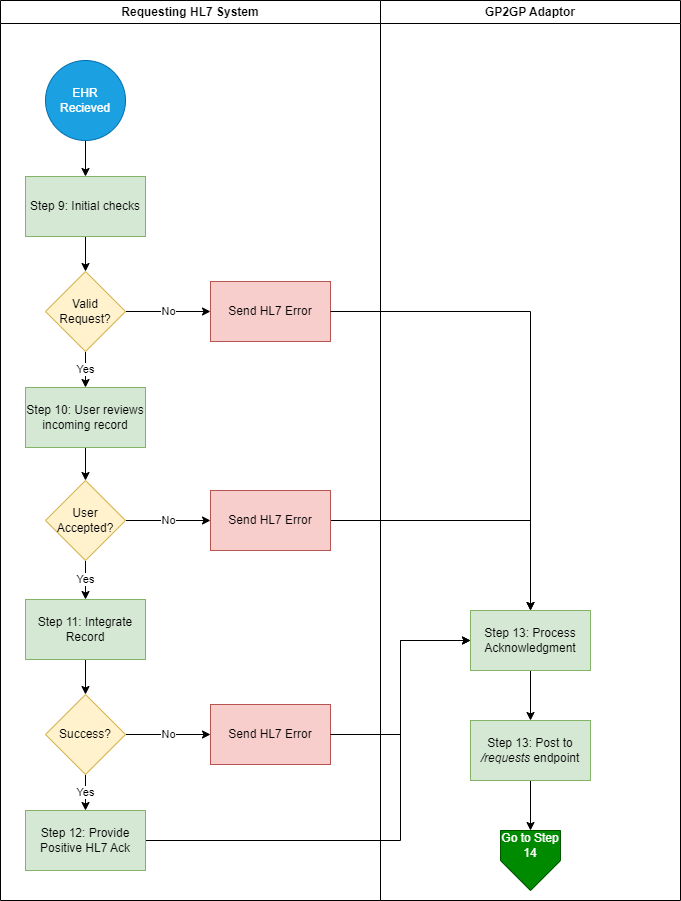 Requesting HL7 System
GP2GP Adaptor
EHR
Recieved
Step 9: Initial checks
Valid
Request?
No
Send HL7 Error
Yes
Step 10: User reviews
incoming record
User
Accepted?
No
Send HL7 Error
Yes
Step 11: Integrate
Record
Step 13: Process
Acknowledgment
Success?
No
Send HL7 Error
Step 13: Post to
/requests endpoint
Yes
Step 12: Provide
Positive HL7 Ack
Go to Step
14